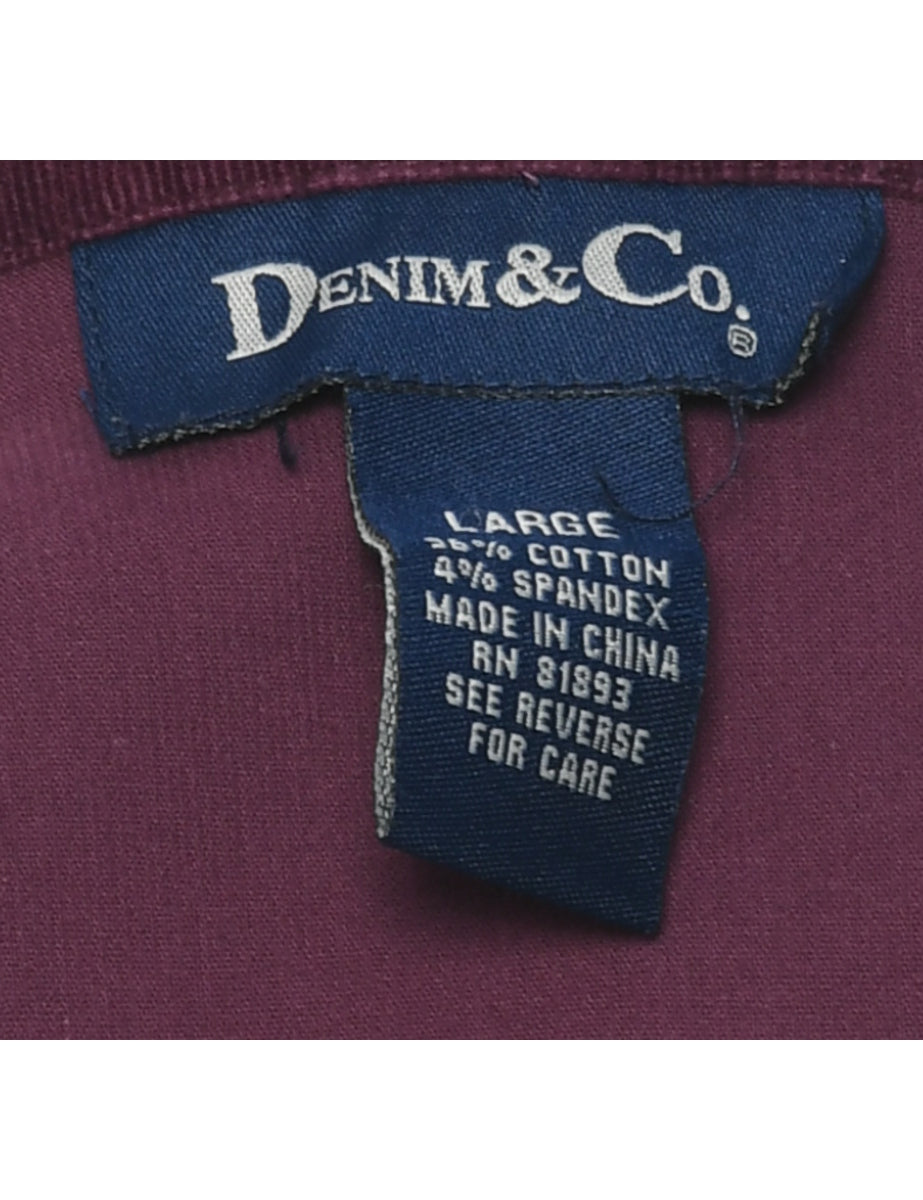 DENIM & CO.®
LARGE
COTTON
4% SPANDEX
MADE IN CHINA
RN 81893
SEE REVERSE
FOR CARE